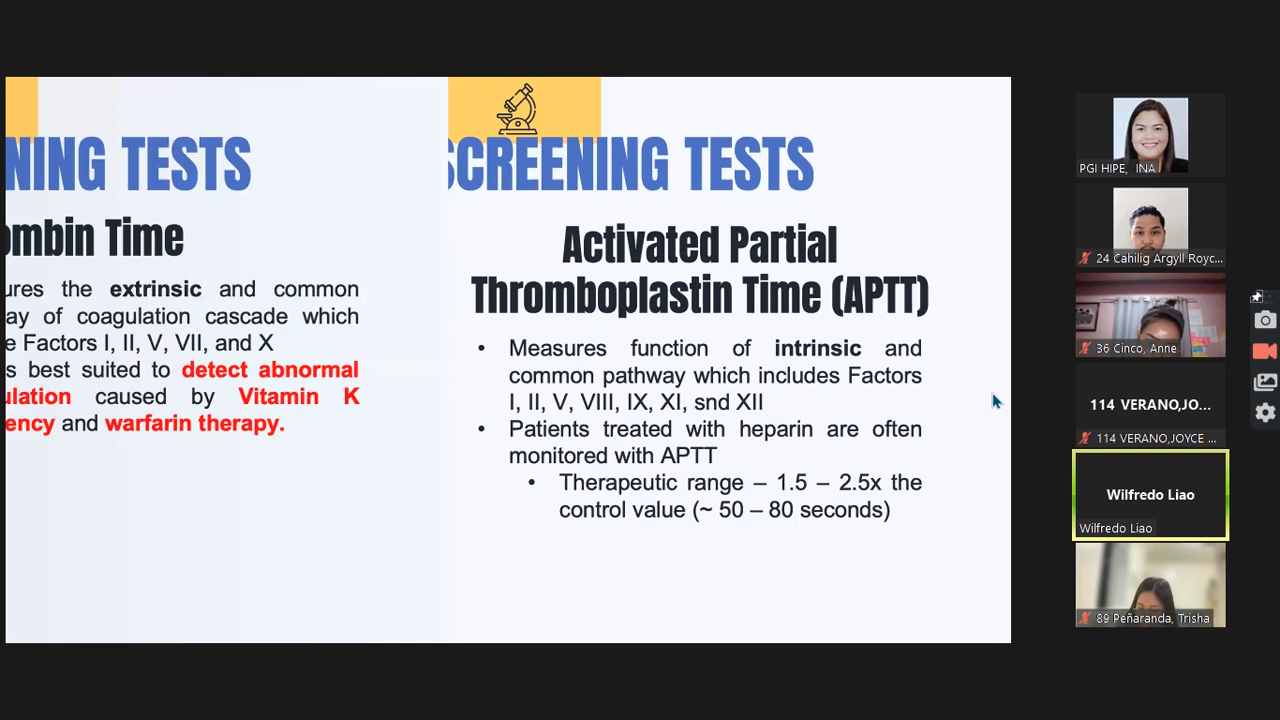 NING TESTS
ombin Time
ures the extrinsic and common
ay of coagulation cascade which
e Factors I, II, V, VII, and X
s best suited to detect abnormal
ulation caused by Vitamin K
ency and warfarin therapy.
SCREENING TESTS
Activated Partial
Thromboplastin Time (APTT)
• Measures function of intrinsic and
common pathway which includes Factors
I, II, V, VIII, IX, XI, snd XII
• Patients treated with heparin are often
monitored with APTT
• Therapeutic range – 1.5 – 2.5x the
control value (~ 50 – 80 seconds)
PGI HIPE, INA
24 Cahilig Argyll Royc...
36 Cinco, Anne
114 VERANO,JO...
114 VERANO,JOYCE ...
Wilfredo Liao
Wilfredo Liao
89 Peñaranda, Trisha